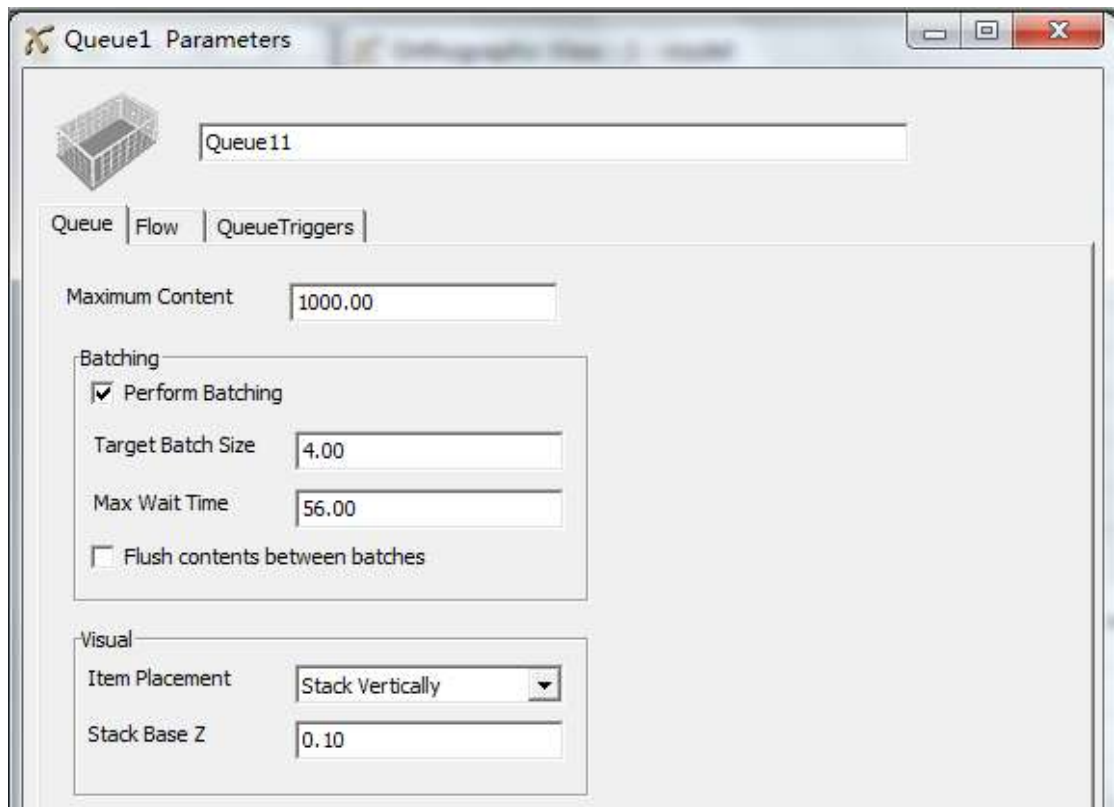 Queue1 Parameters
Queue11
Queue Flow QueueTriggers
Maximum Content 1000.00
Batching
Perform Batching
Target Batch Size 4.00
Max Wait Time 56.00
Flush contents between batches
Visual
Item Placement Stack Vertically
Stack Base Z 0.10